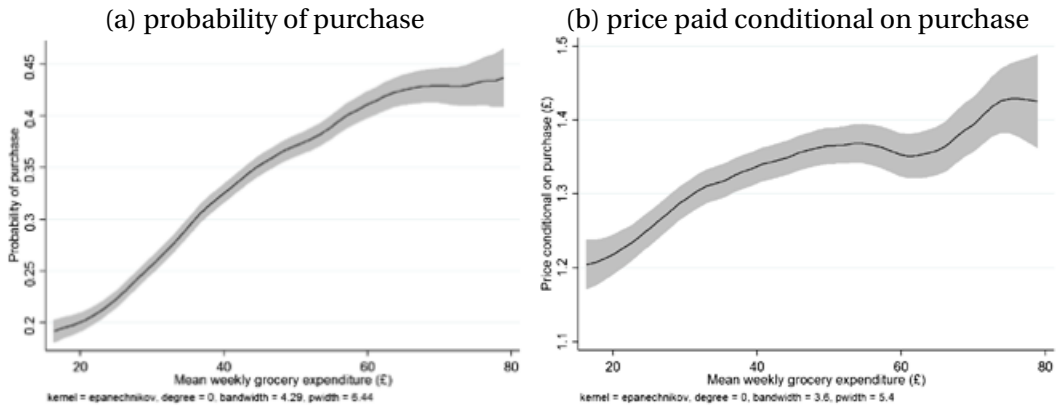 (a) probability of purchase
Probability of purchase
0.45
0.4
0.35
0.3
0.25
0.2
20 40 60 80
Mean weekly grocery expenditure (£)
kernel = epanechnikov, degree = 0, bandwidth = 4.29, pwidth = 6.44
(b) price paid conditional on purchase
Price conditional on purchase (£)
1.5
1.4
1.3
1.2
1.1
20 40 60 80
Mean weekly grocery expenditure (£)
kernel = epanechnikov, degree = 0, bandwidth = 3.6, pwidth = 5.4